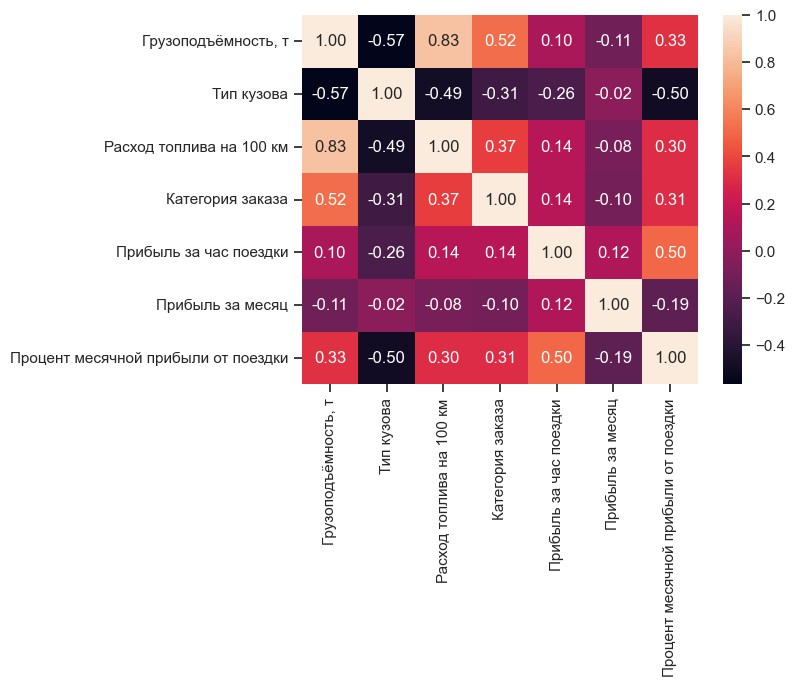 Грузоподъёмность, т 1.00 -0.57 0.83 0.52 0.10 -0.11 0.33
Тип кузова -0.57 1.00 -0.49 -0.31 -0.26 -0.02 -0.50
Расход топлива на 100 км 0.83 -0.49 1.00 0.37 0.14 -0.08 0.30
Категория заказа 0.52 -0.31 0.37 1.00 0.14 -0.10 0.31
Прибыль за час поездки 0.10 -0.26 0.14 0.14 1.00 0.12 0.50
Прибыль за месяц -0.11 -0.02 -0.08 -0.10 0.12 1.00 -0.19
Процент месячной прибыли от поездки 0.33 -0.50 0.30 0.31 0.50 -0.19 1.00
Грузоподъёмность, т
Тип кузова
Расход топлива на 100 км
Категория заказа
Прибыль за час поездки
Прибыль за месяц
Процент месячной прибыли от поездки
1.0
0.8
0.6
0.4
0.2
0.0
−0.2
−0.4